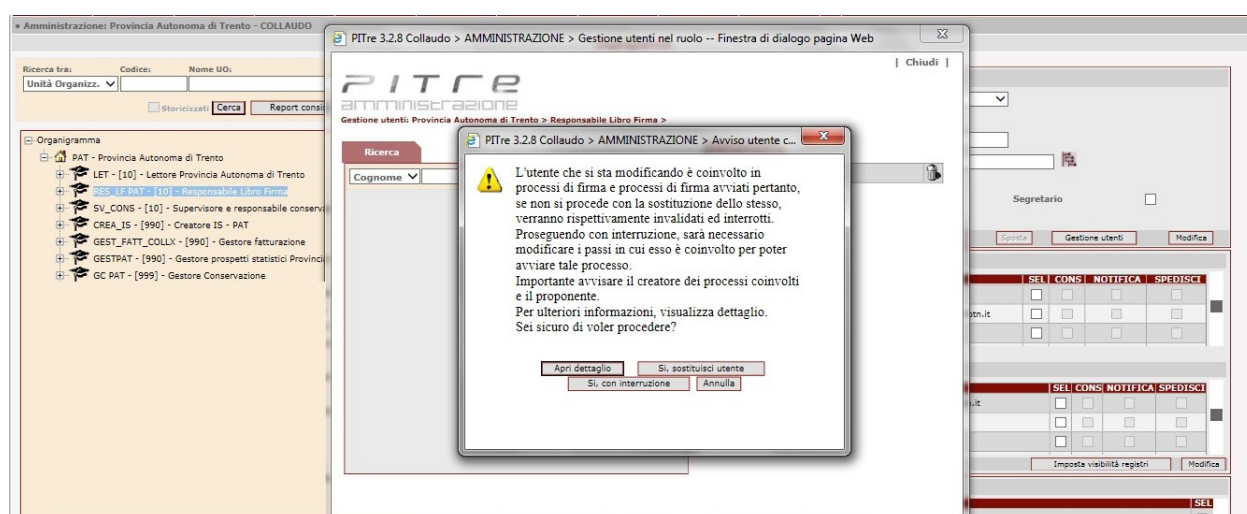 • Amministrazione: Provincia Autonoma di Trento - COLLAUDO
Ricerca tra: Codice: Nome UO:
Unità Organizz.
Storicizzati Cerca Report consis
Organigramma
PAT - Provincia Autonoma di Trento
LET - [10] - Lettore Provincia Autonoma di Trento
RES_LF PAT - [10] - Responsabile Libro Firma
SV_CONS - [10] - Supervisore e responsabile conserva
CREA_IS - [990] - Creatore IS - PAT
GEST_FATT_COLLX - [990] - Gestore fatturazione
GESTPAT - [990] - Gestore prospetti statistici Provinci
GC PAT - [999] - Gestore Conservazione
PITre 3.2.8 Collaudo > AMMINISTRAZIONE > Gestione utenti nel ruolo -- Finestra di dialogo pagina Web
| Chiudi |
PITre
amministrazione
Gestione utenti: Provincia Autonoma di Trento > Responsabile Libro Firma >
Ricerca
Cognome
PITre 3.2.8 Collaudo > AMMINISTRAZIONE > Avviso utente c...
L'utente che si sta modificando è coinvolto in
processi di firma e processi di firma avviati pertanto,
se non si procede con la sostituzione dello stesso,
verranno rispettivamente invalidati ed interrotti.
Proseguendo con interruzione, sarà necessario
modificare i passi in cui esso è coinvolto per poter
avviare tale processo.
Importante avvisare il creatore dei processi coinvolti
e il proponente.
Per ulteriori informazioni, visualizza dettaglio.
Sei sicuro di voler procedere?
Apri dettaglio Si, sostituisci utente
Si, con interruzione Annulla
Segretario
Sposta Gestione utenti Modifica
SEL CONS NOTIFICA SPEDISCI
otn.it
SEL CONS NOTIFICA SPEDISCI
.it
Imposta visibilità registri Modifica
SEL